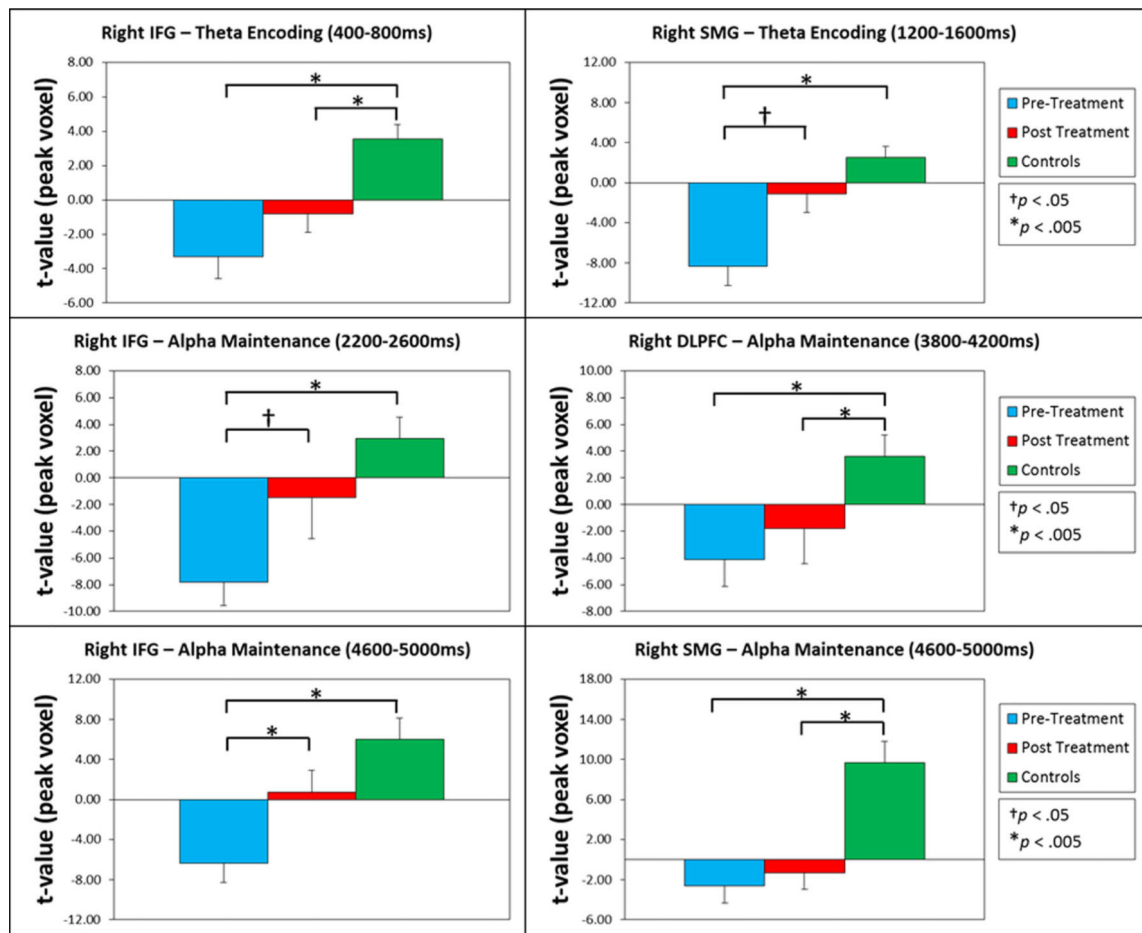 Right IFG – Theta Encoding (400-800ms)
t-value (peak voxel)
8.00
6.00
4.00
2.00
0.00
-2.00
-4.00
-6.00
*
*
Right SMG – Theta Encoding (1200-1600ms)
t-value (peak voxel)
12.00
8.00
4.00
0.00
-4.00
-8.00
-12.00
*
†
Pre-Treatment
Post Treatment
Controls
†p < .05
*p < .005
Right IFG – Alpha Maintenance (2200-2600ms)
t-value (peak voxel)
8.00
6.00
4.00
2.00
0.00
-2.00
-4.00
-6.00
-8.00
-10.00
*
†
Right DLPFC – Alpha Maintenance (3800-4200ms)
t-value (peak voxel)
10.00
8.00
6.00
4.00
2.00
0.00
-2.00
-4.00
-6.00
-8.00
*
*
Pre-Treatment
Post Treatment
Controls
†p < .05
*p < .005
Right IFG – Alpha Maintenance (4600-5000ms)
t-value (peak voxel)
12.00
8.00
4.00
0.00
-4.00
-8.00
-12.00
*
*
Right SMG – Alpha Maintenance (4600-5000ms)
t-value (peak voxel)
18.00
14.00
10.00
6.00
2.00
-2.00
-6.00
*
*
Pre-Treatment
Post Treatment
Controls
†p < .05
*p < .005